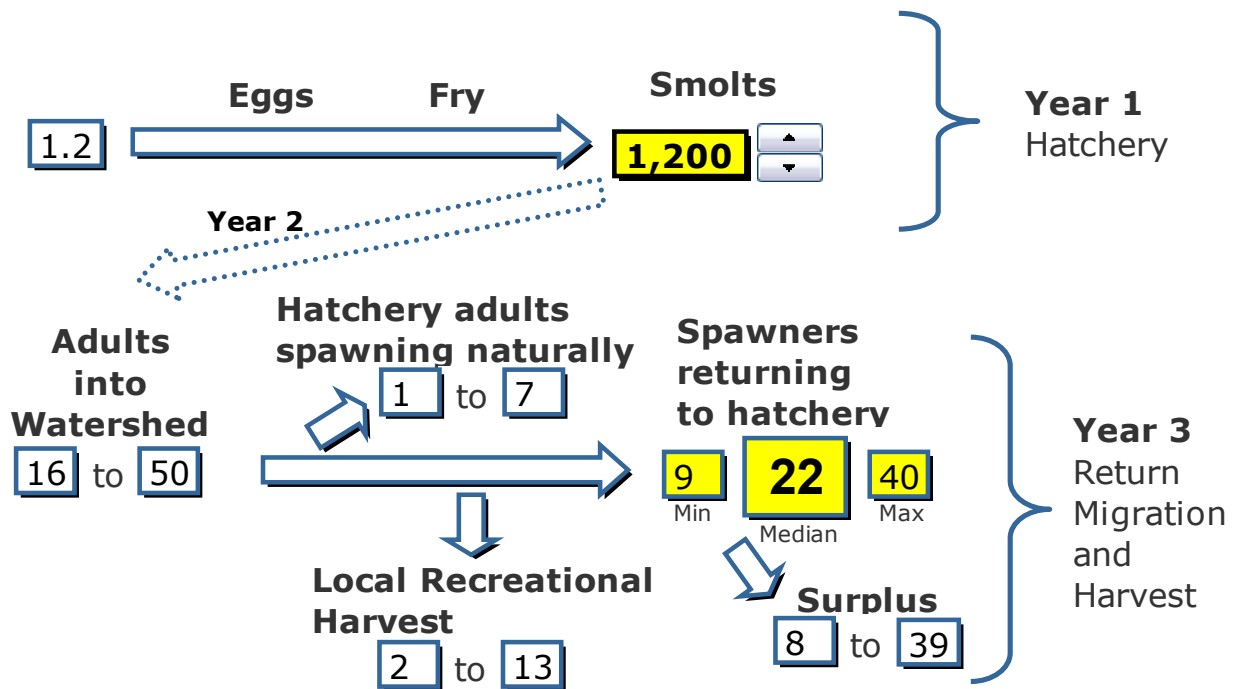 Eggs Fry Smolts
1.2 1,200
Year 1
Hatchery
Year 2
Adults
into
Watershed
16 to 50
Hatchery adults
spawning naturally
1 to 7
Spawners
returning
to hatchery
9 22 40
Min Median Max
Local Recreational
Harvest
2 to 13
Surplus
8 to 39
Year 3
Return
Migration
and
Harvest